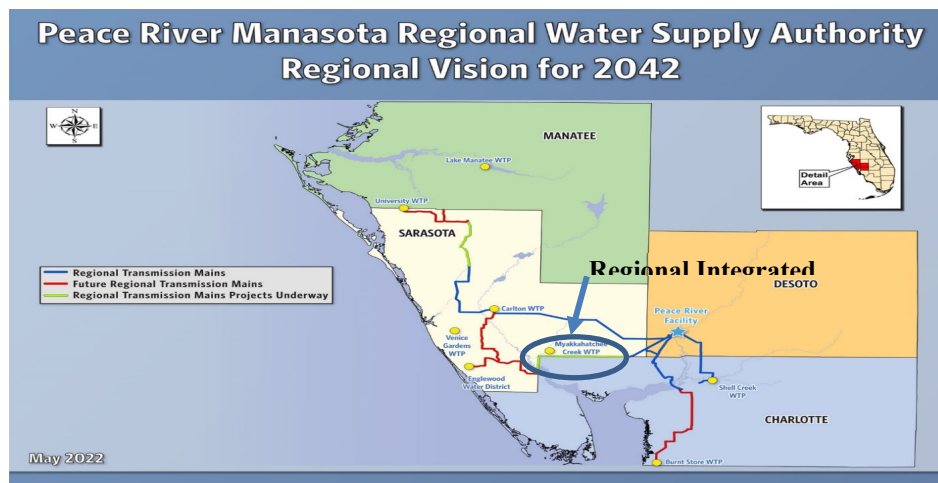 Peace River Manasota Regional Water Supply Authority
Regional Vision for 2042
N
W E
S
MANATEE
Lake Manatee WTP
Detail
Area
University WTP
SARASOTA
Regional Integrated
DESOTO
Regional Transmission Mains
Future Regional Transmission Mains
Regional Transmission Mains Projects Underway
Carlton WTP
Peace River
Facility
Venice
Gardens
WTP
Myakkahatchee
Creek WTP
Englewood
Water District
Shell Creek
WTP
CHARLOTTE
May 2022
Burnt Store WTP